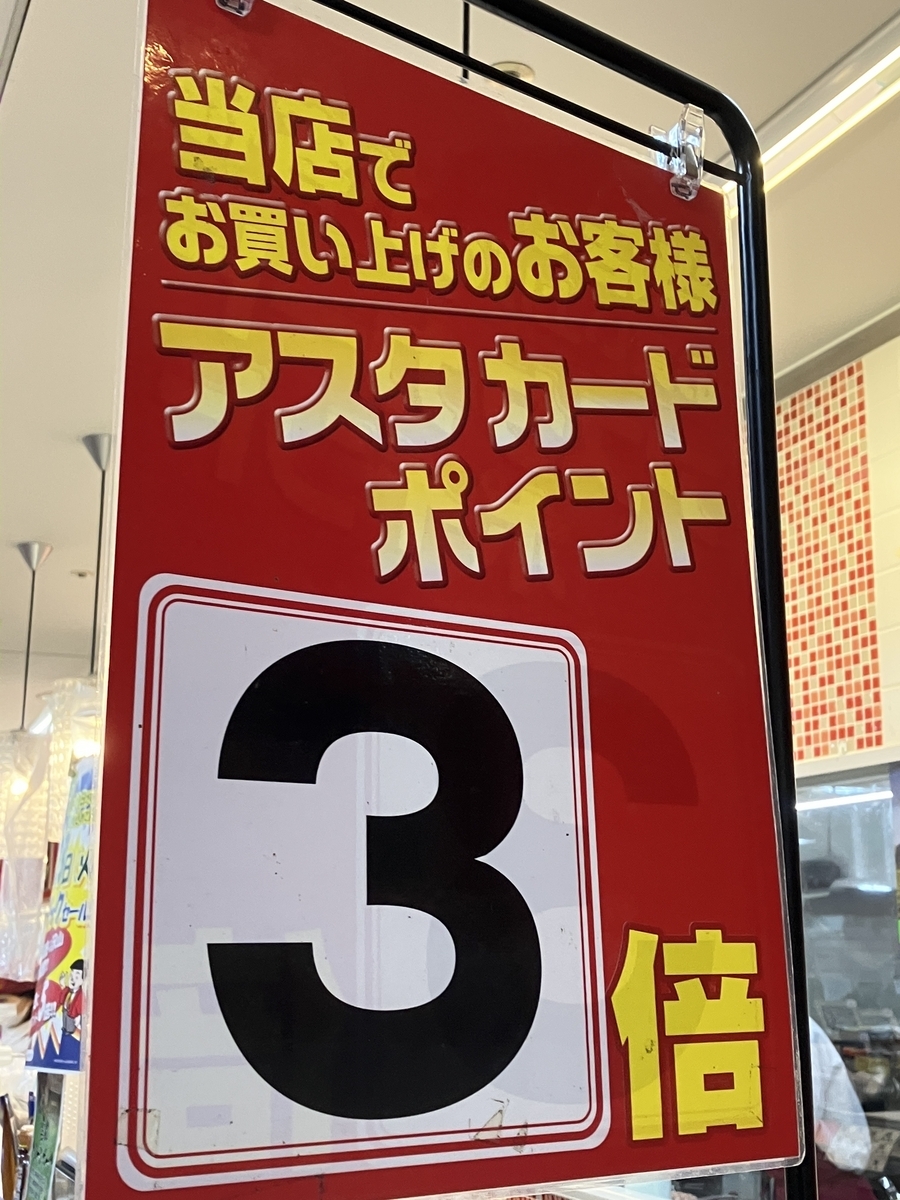 当店で
お買い上げのお客様
アスタカード
ポイント
3倍